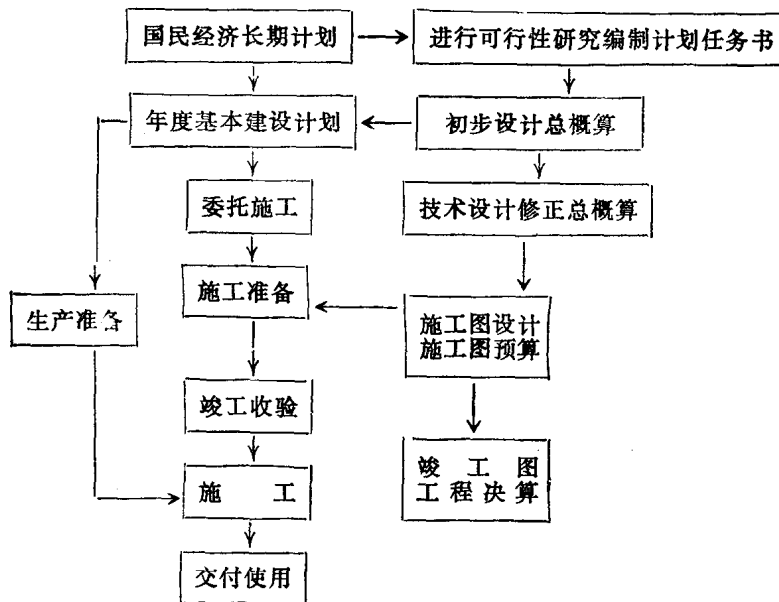 国民经济长期计划
进行可行性研究编制计划任务书
年度基本建设计划
初步设计总概算
委托施工
技术设计修正总概算
施工准备
生产准备
施工图设计
施工图预算
竣工收验
竣工图
工程决算
施工
交付使用